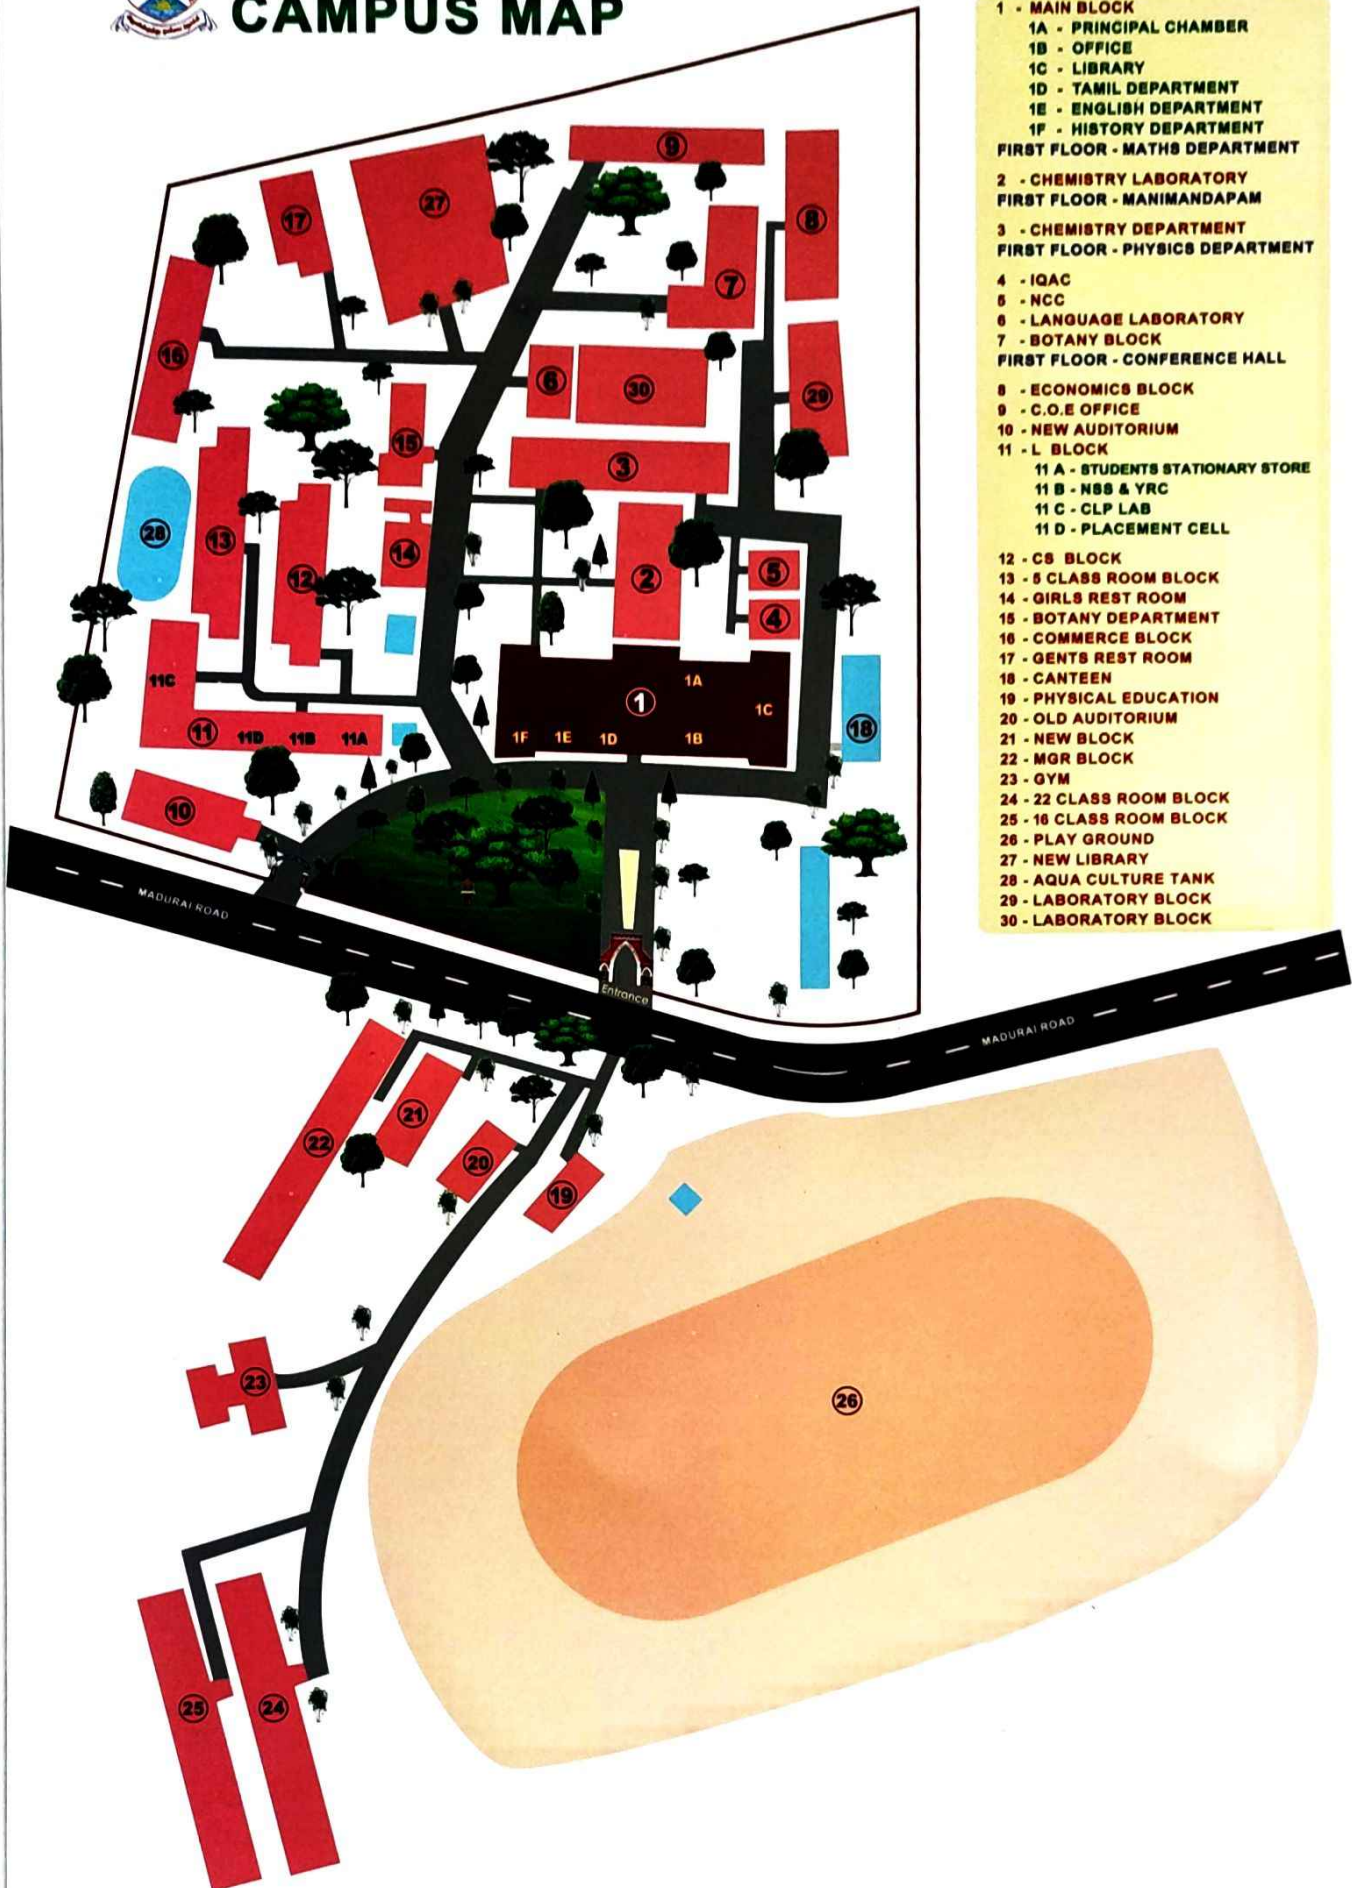 CAMPUS MAP
1 - MAIN BLOCK
1A - PRINCIPAL CHAMBER
1B - OFFICE
1C - LIBRARY
1D - TAMIL DEPARTMENT
1E - ENGLISH DEPARTMENT
1F - HISTORY DEPARTMENT
FIRST FLOOR - MATHS DEPARTMENT
2 - CHEMISTRY LABORATORY
FIRST FLOOR - MANIMANDAPAM
3 - CHEMISTRY DEPARTMENT
FIRST FLOOR - PHYSICS DEPARTMENT
4 - IQAC
5 - NCC
6 - LANGUAGE LABORATORY
7 - BOTANY BLOCK
FIRST FLOOR - CONFERENCE HALL
8 - ECONOMICS BLOCK
9 - C.O.E OFFICE
10 - NEW AUDITORIUM
11 - L BLOCK
11 A - STUDENTS STATIONARY STORE
11 B - NSS & YRC
11 C - CLP LAB
11 D - PLACEMENT CELL
12 - CS BLOCK
13 - 5 CLASS ROOM BLOCK
14 - GIRLS REST ROOM
15 - BOTANY DEPARTMENT
16 - COMMERCE BLOCK
17 - GENTS REST ROOM
18 - CANTEEN
19 - PHYSICAL EDUCATION
20 - OLD AUDITORIUM
21 - NEW BLOCK
22 - MGR BLOCK
23 - GYM
24 - 22 CLASS ROOM BLOCK
25 - 16 CLASS ROOM BLOCK
26 - PLAY GROUND
27 - NEW LIBRARY
28 - AQUA CULTURE TANK
29 - LABORATORY BLOCK
30 - LABORATORY BLOCK
9
27
17
8
7
16
6
30
29
15
3
28
13
14
12
2
5
4
11C
1A
1
1C
18
11
11D
11B
11A
1F
1E
1D
1B
10
MADURAI ROAD
Entrance
MADURAI ROAD
21
22
20
19
23
26
25
24